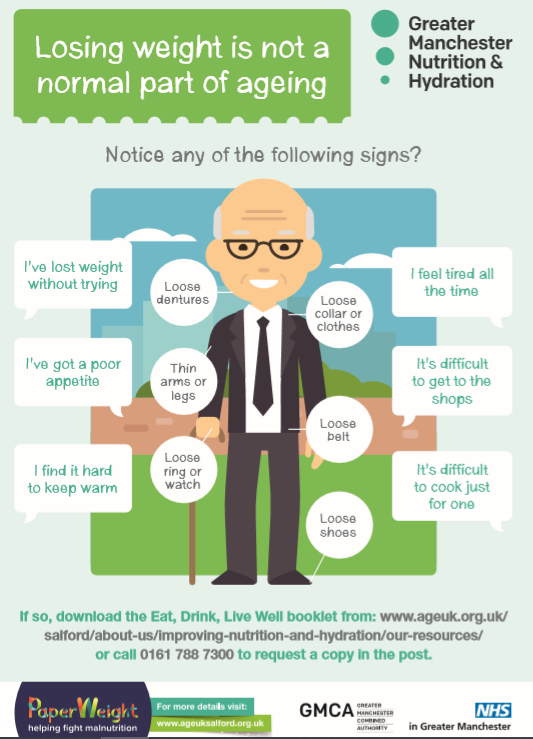 Losing weight is not a
normal part of ageing
Greater
Manchester
Nutrition &
Hydration
Notice any of the following signs?
I've lost weight
without trying
I've got a poor
appetite
I find it hard
to keep warm
Loose
dentures
Thin
arms or
legs
Loose
ring or
watch
Loose
collar or
clothes
Loose
belt
Loose
shoes
I feel tired all
the time
It's difficult
to get to the
shops
It's difficult
to cook just
for one
If so, download the Eat, Drink, Live Well booklet from: www.ageuk.org.uk/
salford/about-us/improving-nutrition-and-hydration/our-resources/
or call 0161 788 7300 to request a copy in the post.
PaperWeight
helping fight malnutrition
For more details visit:
www.ageuksalford.org.uk
GMCA
GREATER
MANCHESTER
COMBINED
AUTHORITY
NHS
in Greater Manchester